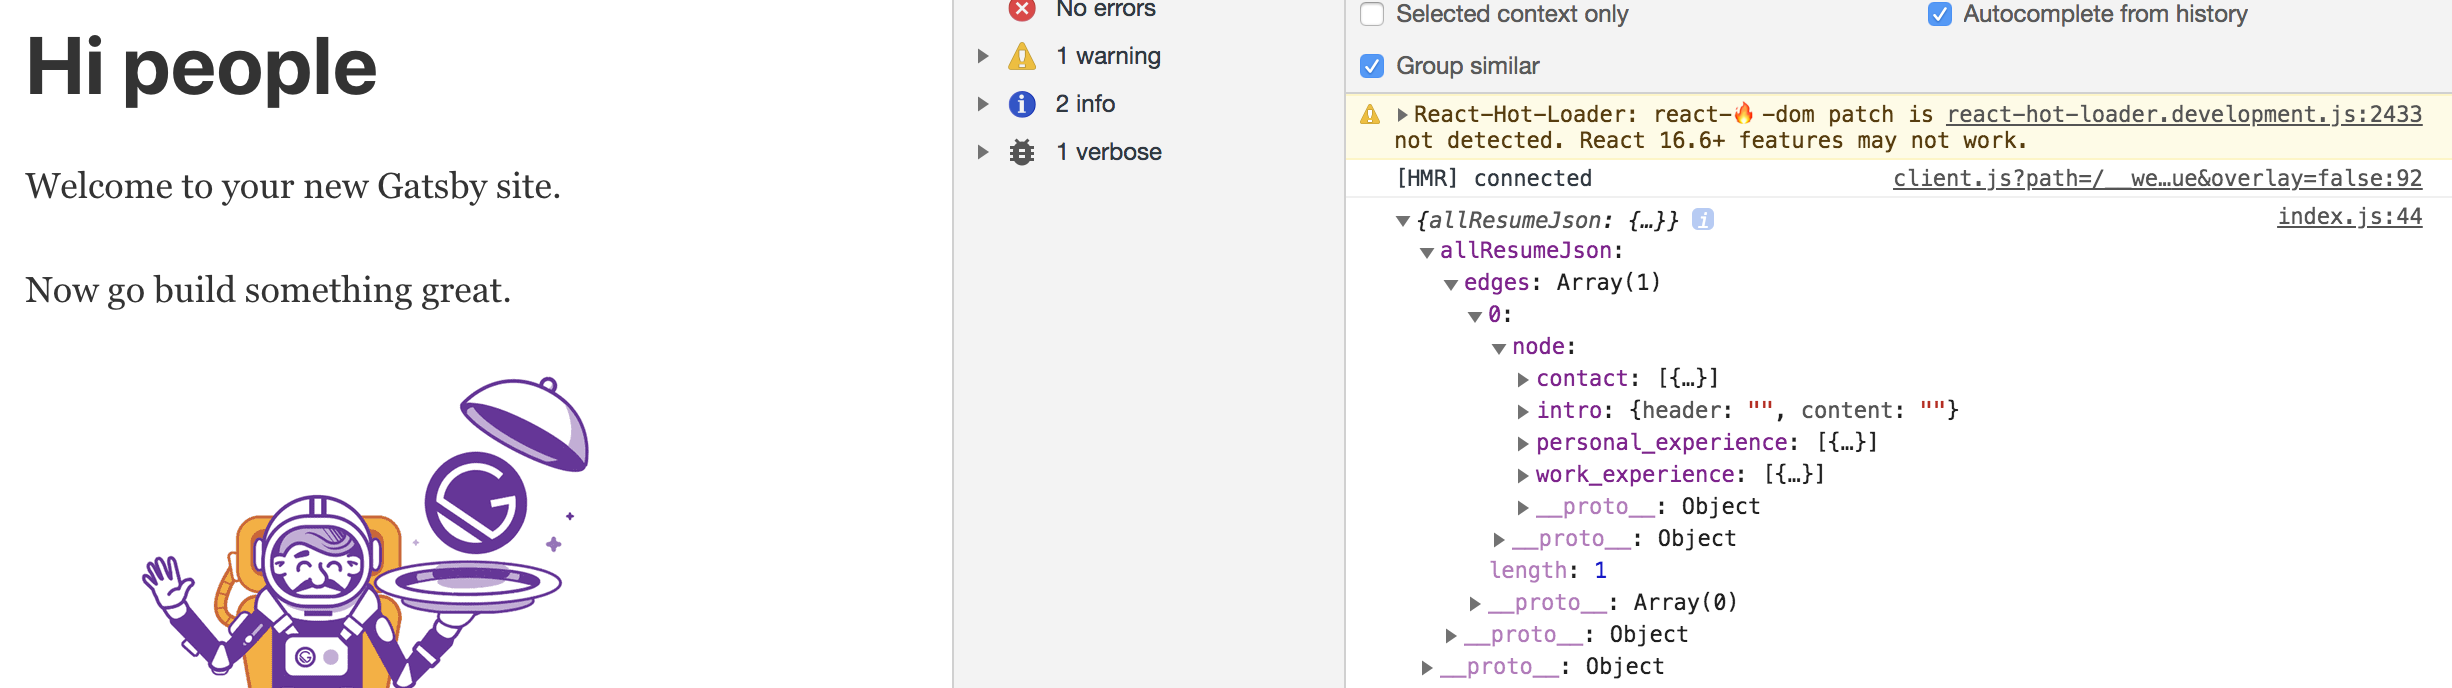 Hi people
Welcome to your new Gatsby site.
Now go build something great.
No errors
1 warning
2 info
1 verbose
Selected context only
Autocomplete from history
Group similar
React-Hot-Loader: react-🔥-dom patch is react-hot-loader.development.js:2433
not detected. React 16.6+ features may not work.
[HMR] connected client.js?path=/__we…ue&overlay=false:92
{allResumeJson: {…}} index.js:44
allResumeJson:
edges: Array(1)
0:
node:
contact: [{…}]
intro: {header: "", content: ""}
personal_experience: [{…}]
work_experience: [{…}]
__proto__: Object
__proto__: Object
length: 1
__proto__: Array(0)
__proto__: Object
__proto__: Object